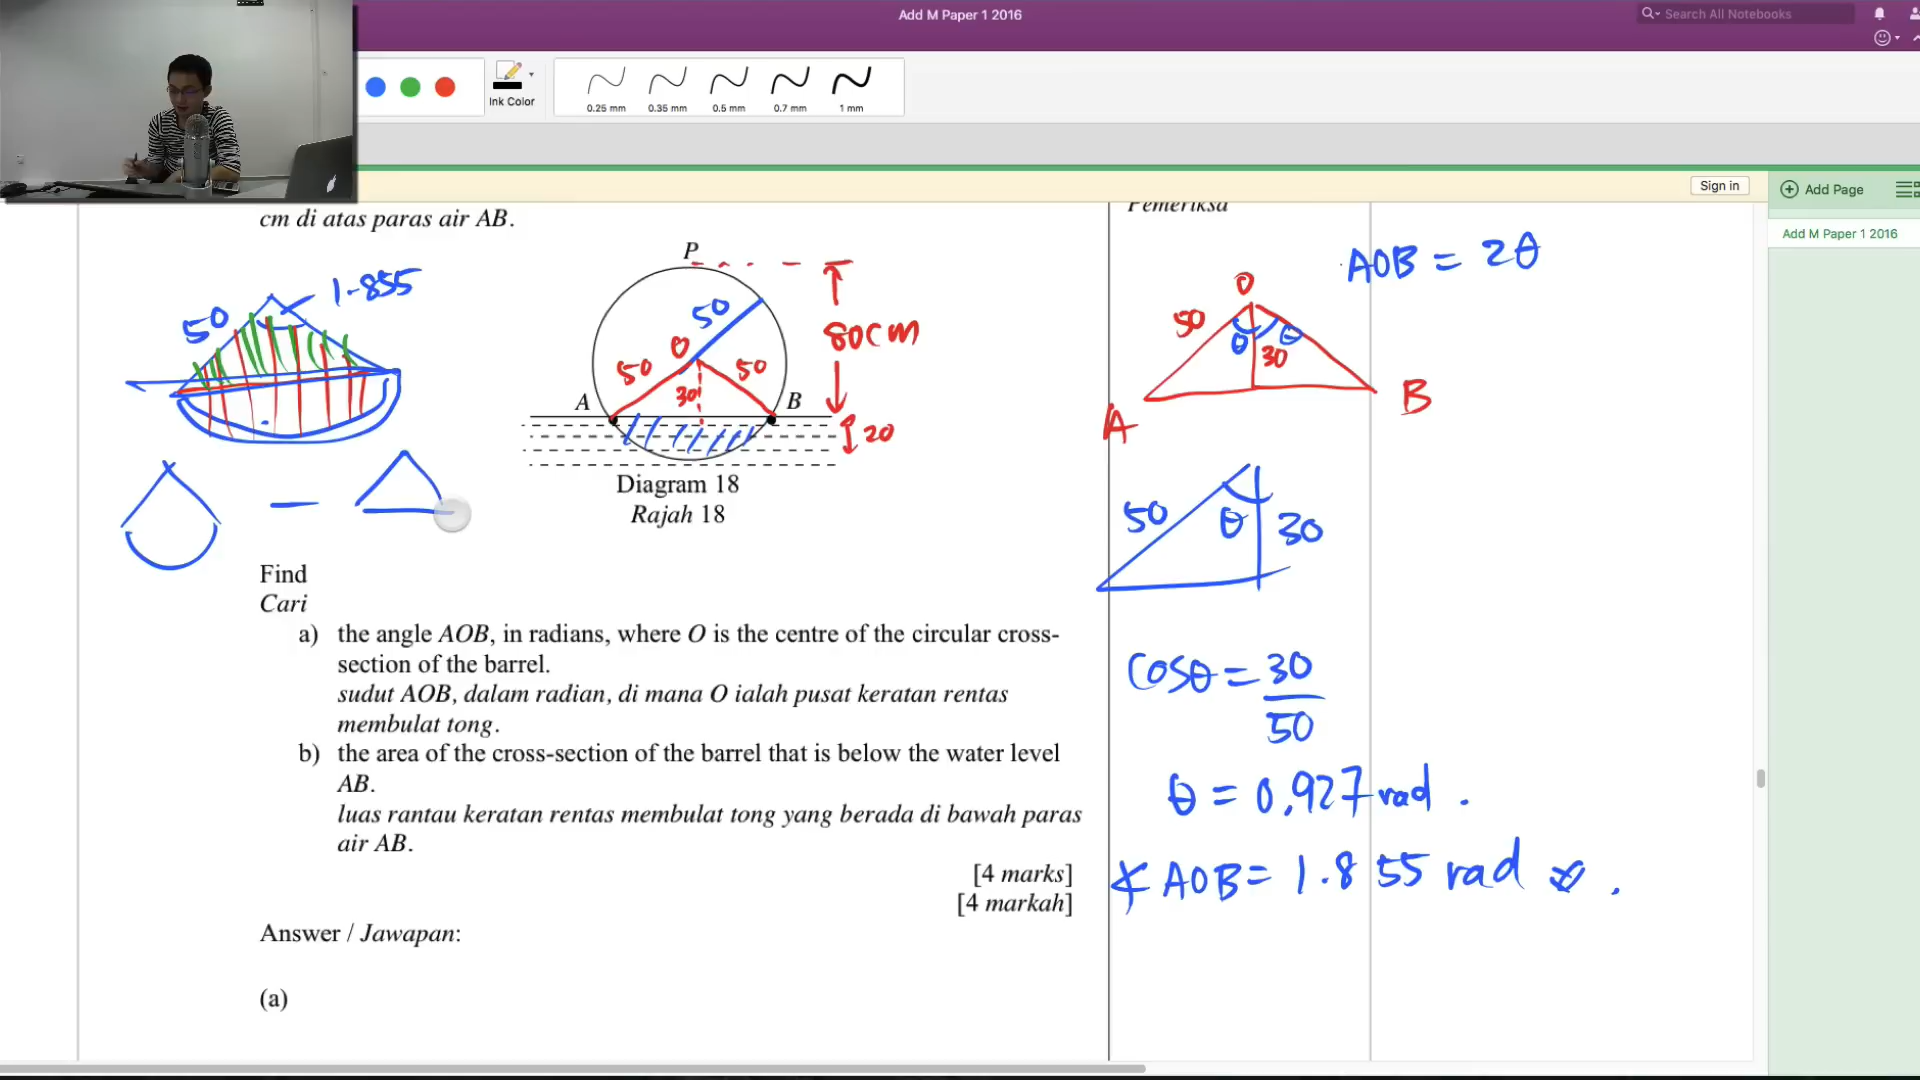 Add M Paper 1 2016
Search All Notebooks
Ink Color
0.25 mm
0.35 mm
0.5 mm
0.7 mm
1 mm
Sign in
Add Page
Add M Paper 1 2016
cm di atas paras air AB.
Pemeriksa
P
50
O
50
50
30
A
B
80cm
20
Diagram 18
Rajah 18
50
1.855
Find
Cari
a) the angle AOB, in radians, where O is the centre of the circular cross-
section of the barrel.
sudut AOB, dalam radian, di mana O ialah pusat keratan rentas
membulat tong.
b) the area of the cross-section of the barrel that is below the water level
AB.
luas rantau keratan rentas membulat tong yang berada di bawah paras
air AB.
[4 marks]
[4 markah]
Answer / Jawapan:
(a)
AOB = 2θ
O
50
θ
θ
30
A
B
50
θ
30
Cosθ = 30
50
θ = 0.927 rad.
AOB = 1.855 rad